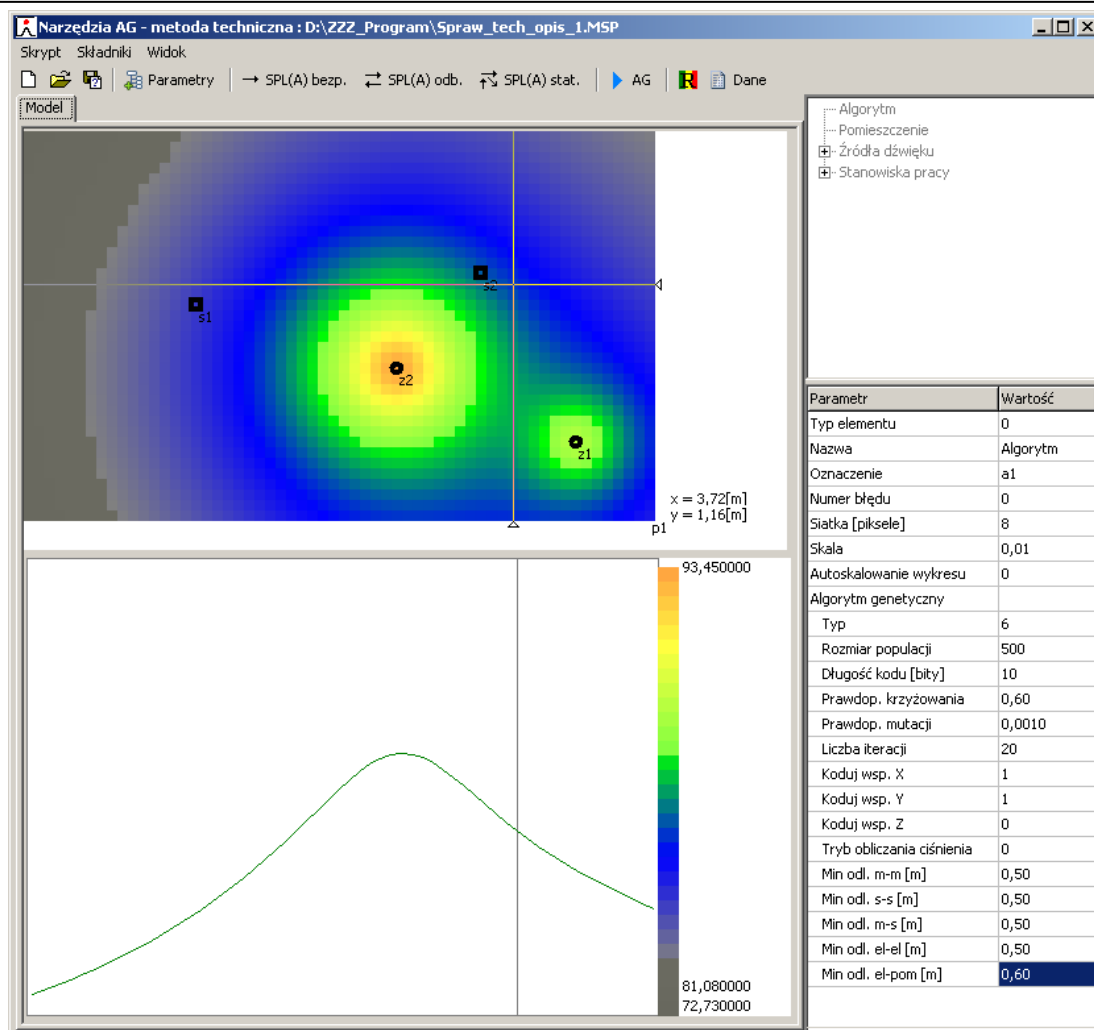 Narzędzia AG - metoda techniczna : D:\ZZZ_Program\Spraw_tech_opis_1.MSP
Skrypt Składniki Widok
Parametry SPL(A) bezp. SPL(A) odb. SPL(A) stat. AG R Dane
Model
s1
s2
z2
z1
x = 3,72[m]
y = 1,16[m]
p1
93,450000
81,080000
72,730000
Algorytm
Pomieszczenie
Źródła dźwięku
Stanowiska pracy
Parametr Wartość
Typ elementu 0
Nazwa Algorytm
Oznaczenie a1
Numer błędu 0
Siatka [piksele] 8
Skala 0,01
Autoskalowanie wykresu 0
Algorytm genetyczny
Typ 6
Rozmiar populacji 500
Długość kodu [bity] 10
Prawdop. krzyżowania 0,60
Prawdop. mutacji 0,0010
Liczba iteracji 20
Koduj wsp. X 1
Koduj wsp. Y 1
Koduj wsp. Z 0
Tryb obliczania ciśnienia 0
Min odl. m-m [m] 0,50
Min odl. s-s [m] 0,50
Min odl. m-s [m] 0,50
Min odl. el-el [m] 0,50
Min odl. el-pom [m] 0,60